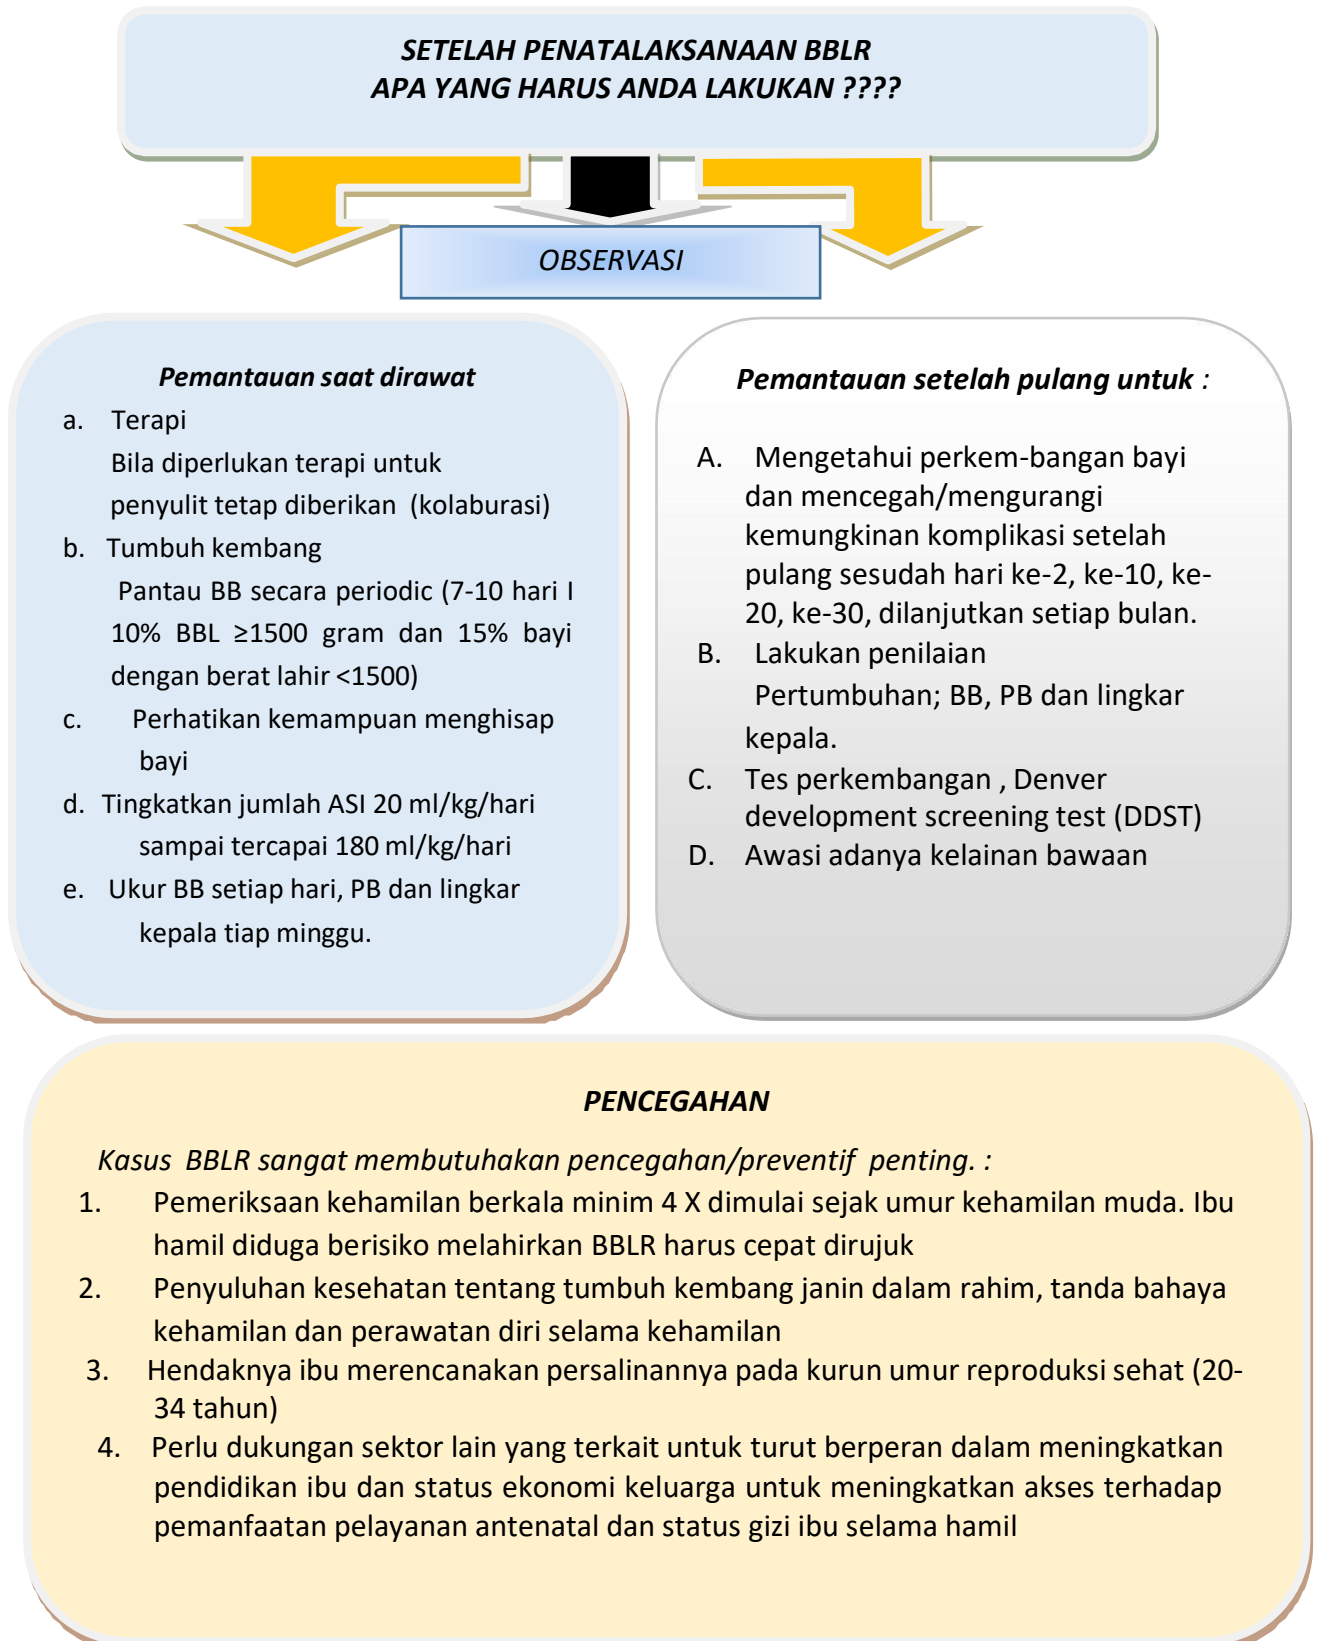 SETELAH PENATALAKSANAAN BBLR
APA YANG HARUS ANDA LAKUKAN ????
OBSERVASI
Pemantauan saat dirawat
a. Terapi
Bila diperlukan terapi untuk
penyulit tetap diberikan (kolaburasi)
b. Tumbuh kembang
Pantau BB secara periodic (7-10 hari I
10% BBL ≥1500 gram dan 15% bayi
dengan berat lahir <1500)
c. Perhatikan kemampuan menghisap
bayi
d. Tingkatkan jumlah ASI 20 ml/kg/hari
sampai tercapai 180 ml/kg/hari
e. Ukur BB setiap hari, PB dan lingkar
kepala tiap minggu.
Pemantauan setelah pulang untuk :
A. Mengetahui perkem-bangan bayi
dan mencegah/mengurangi
kemungkinan komplikasi setelah
pulang sesudah hari ke-2, ke-10, ke-
20, ke-30, dilanjutkan setiap bulan.
B. Lakukan penilaian
Pertumbuhan; BB, PB dan lingkar
kepala.
C. Tes perkembangan , Denver
development screening test (DDST)
D. Awasi adanya kelainan bawaan
PENCEGAHAN
Kasus BBLR sangat membutuhakan pencegahan/preventif penting. :
1. Pemeriksaan kehamilan berkala minim 4 X dimulai sejak umur kehamilan muda. Ibu
hamil diduga berisiko melahirkan BBLR harus cepat dirujuk
2. Penyuluhan kesehatan tentang tumbuh kembang janin dalam rahim, tanda bahaya
kehamilan dan perawatan diri selama kehamilan
3. Hendaknya ibu merencanakan persalinannya pada kurun umur reproduksi sehat (20-
34 tahun)
4. Perlu dukungan sektor lain yang terkait untuk turut berperan dalam meningkatkan
pendidikan ibu dan status ekonomi keluarga untuk meningkatkan akses terhadap
pemanfaatan pelayanan antenatal dan status gizi ibu selama hamil